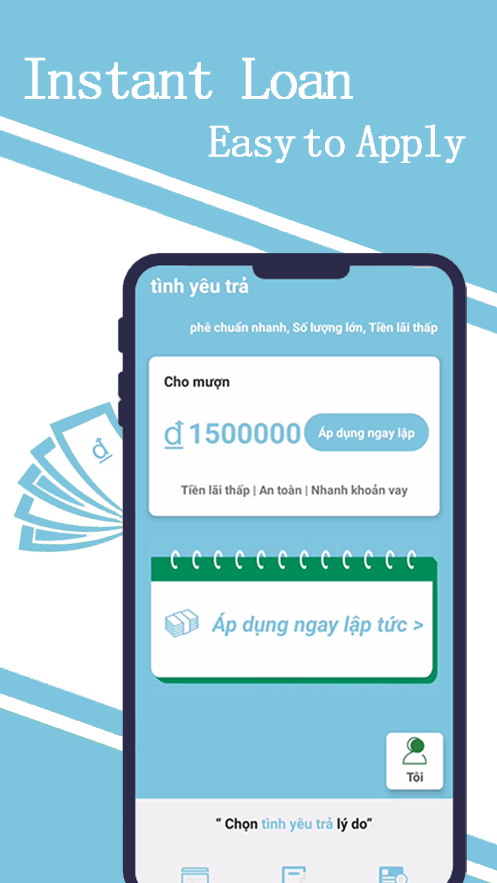 Instant Loan
Easy to Apply
tình yêu trả
phê chuẩn nhanh, Số lượng lớn, Tiền lãi thấp
Cho mượn
₫ 1500000
Áp dụng ngay lập
Tiền lãi thấp | An toàn | Nhanh khoản vay
₫
Áp dụng ngay lập tức >
Tôi
“ Chọn tình yêu trả lý do”